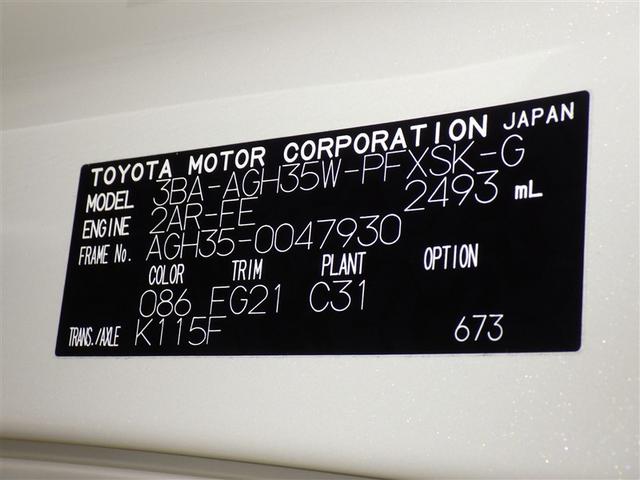 TOYOTA MOTOR CORPORATION JAPAN
MODEL 3BA-AGH35W-PFXSK-G
ENGINE 2AR-FE 2493 mL
FRAME No. AGH35-0047930
COLOR TRIM PLANT OPTION
086 EG21 C31
TRANS./AXLE K115F 673